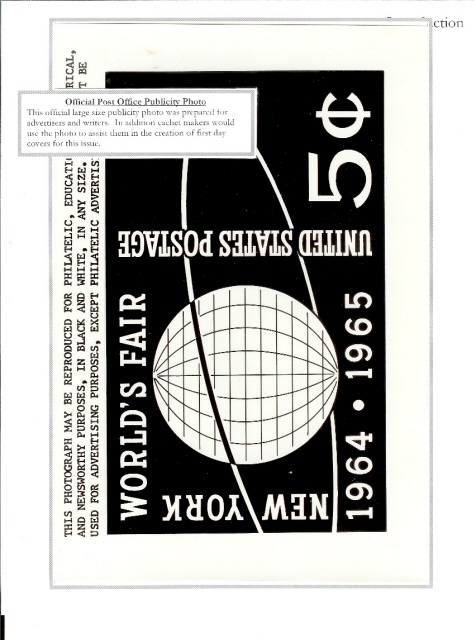 ction
Official Post Office Publicity Photo
This official large size publicity photo was prepared for
advertisers and writers. In addition cachet makers would
use the photo to assist them in the creation of first day
covers for this issue.
THIS PHOTOGRAPH MAY BE REPRODUCED FOR PHILATELIC, EDUCATI RICAL,
AND NEWSWORTHY PURPOSES, IN BLACK AND WHITE, IN ANY SIZE. T BE
USED FOR ADVERTISING PURPOSES, EXCEPT PHILATELIC ADVERTIS
5¢
UNITED STATES POSTAGE
WORLD'S FAIR
NEW YORK
1964 • 1965